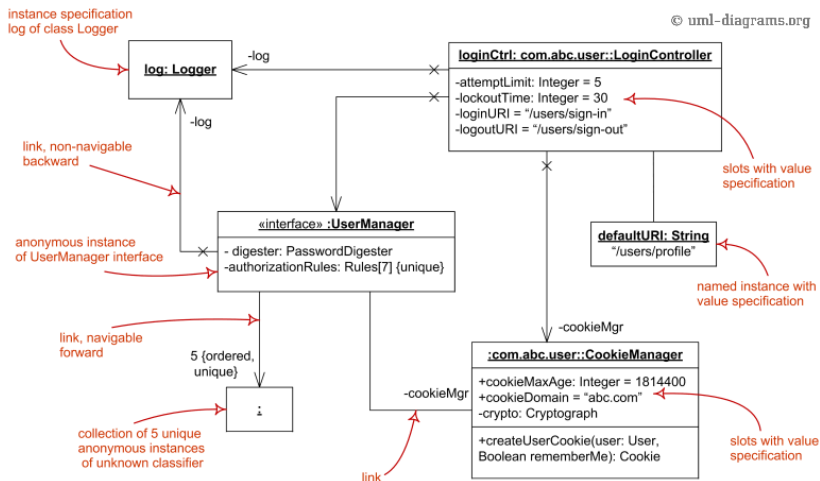 instance specification
log of class Logger
© uml-diagrams.org
log: Logger
-log
loginCtrl: com.abc.user::LoginController
-attemptLimit: Integer = 5
-lockoutTime: Integer = 30
-loginURI = “/users/sign-in”
-logoutURI = “/users/sign-out”
-log
link, non-navigable
backward
slots with value
specification
«interface» :UserManager
- digester: PasswordDigester
-authorizationRules: Rules[7] {unique}
anonymous instance
of UserManager interface
defaultURI: String
"/users/profile"
named instance with
value specification
link, navigable
forward
-cookieMgr
5 {ordered,
unique}
:com.abc.user::CookieManager
+cookieMaxAge: Integer = 1814400
+cookieDomain = “abc.com”
-crypto: Cryptograph
+createUserCookie(user: User,
Boolean rememberMe): Cookie
-cookieMgr
:
collection of 5 unique
anonymous instances
of unknown classifier
slots with value
specification
link